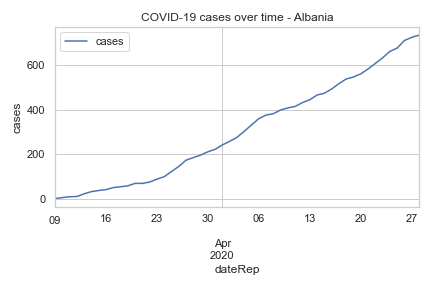 COVID-19 cases over time - Albania
cases
cases
600
400
200
0
09 16 23 30 06 13 20 27
Apr
2020
dateRep